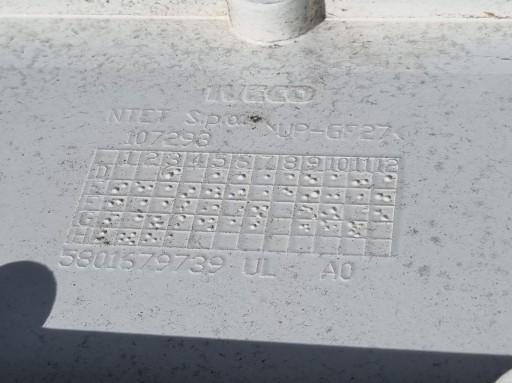 IVECO
NTET S.p.a. >UP-GF27<
107298
1 2 3 4 5 6 7 8 9 10 11 12
D
E
F
G
H
5801679739 UL A0